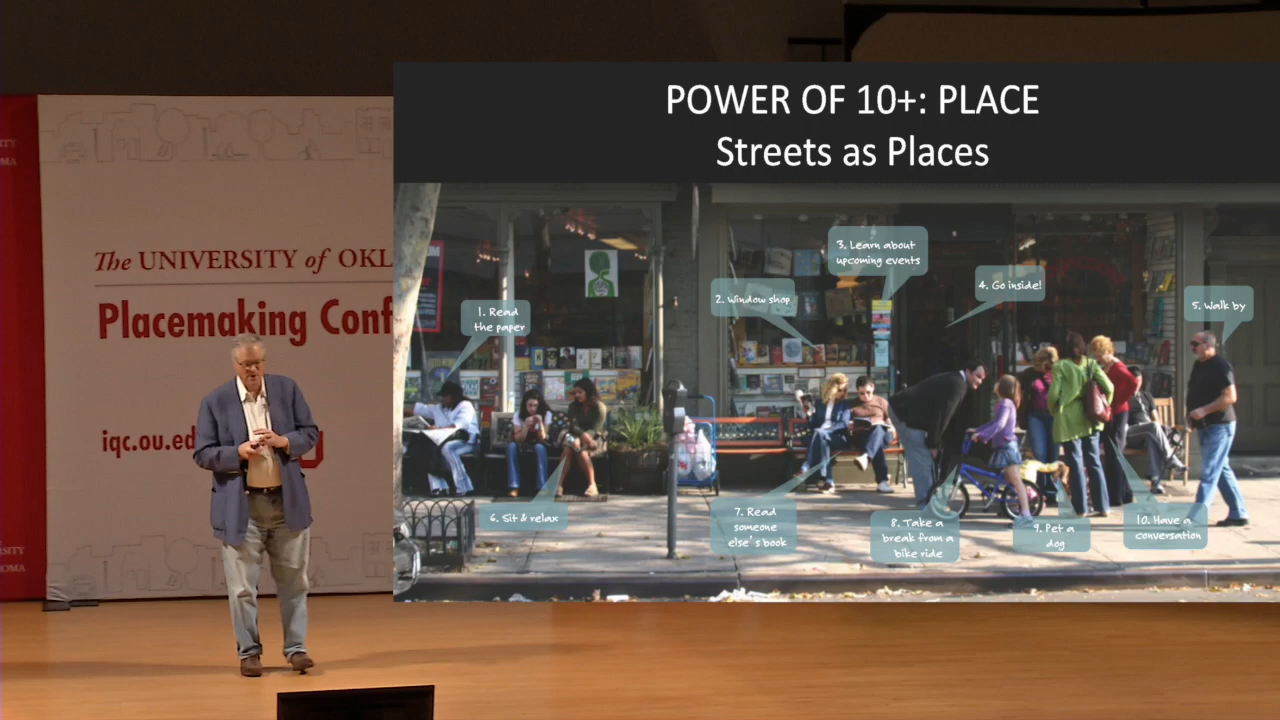 The UNIVERSITY of OKL
Placemaking Conf
iqc.ou.ed
POWER OF 10+: PLACE
Streets as Places
1. Read
the paper
2. Window shop
3. Learn about
upcoming events
4. Go inside!
5. Walk by
6. Sit & relax
7. Read
someone
else's book
8. Take a
break from a
bike ride
9. Pet a
dog
10. Have a
conversation